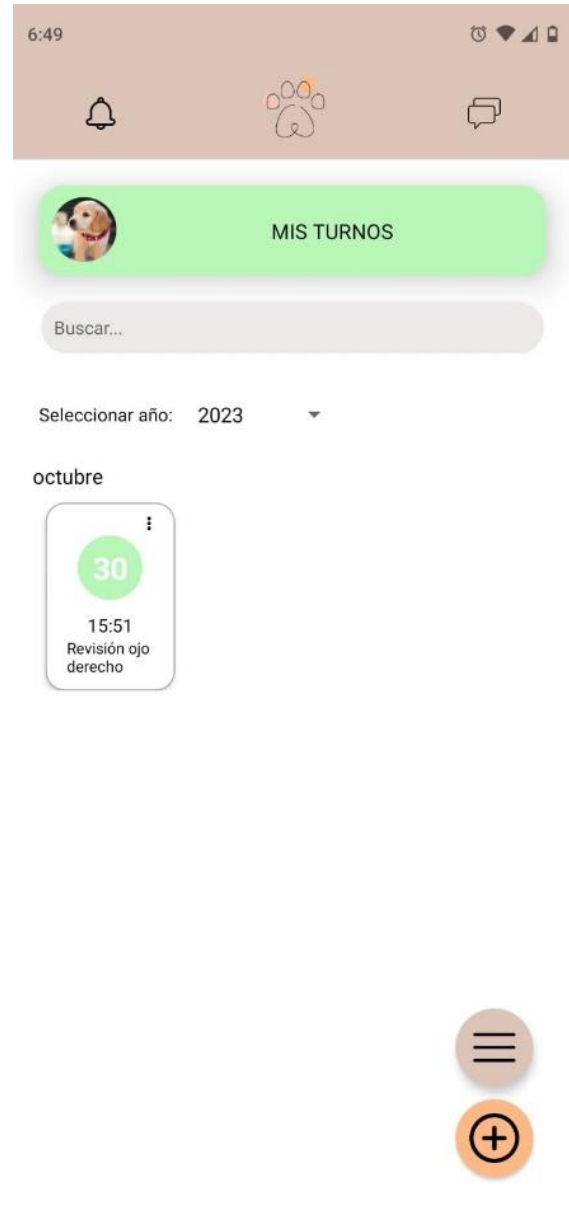 6:49
MIS TURNOS
Buscar...
Seleccionar año: 2023
octubre
30
15:51
Revisión ojo
derecho